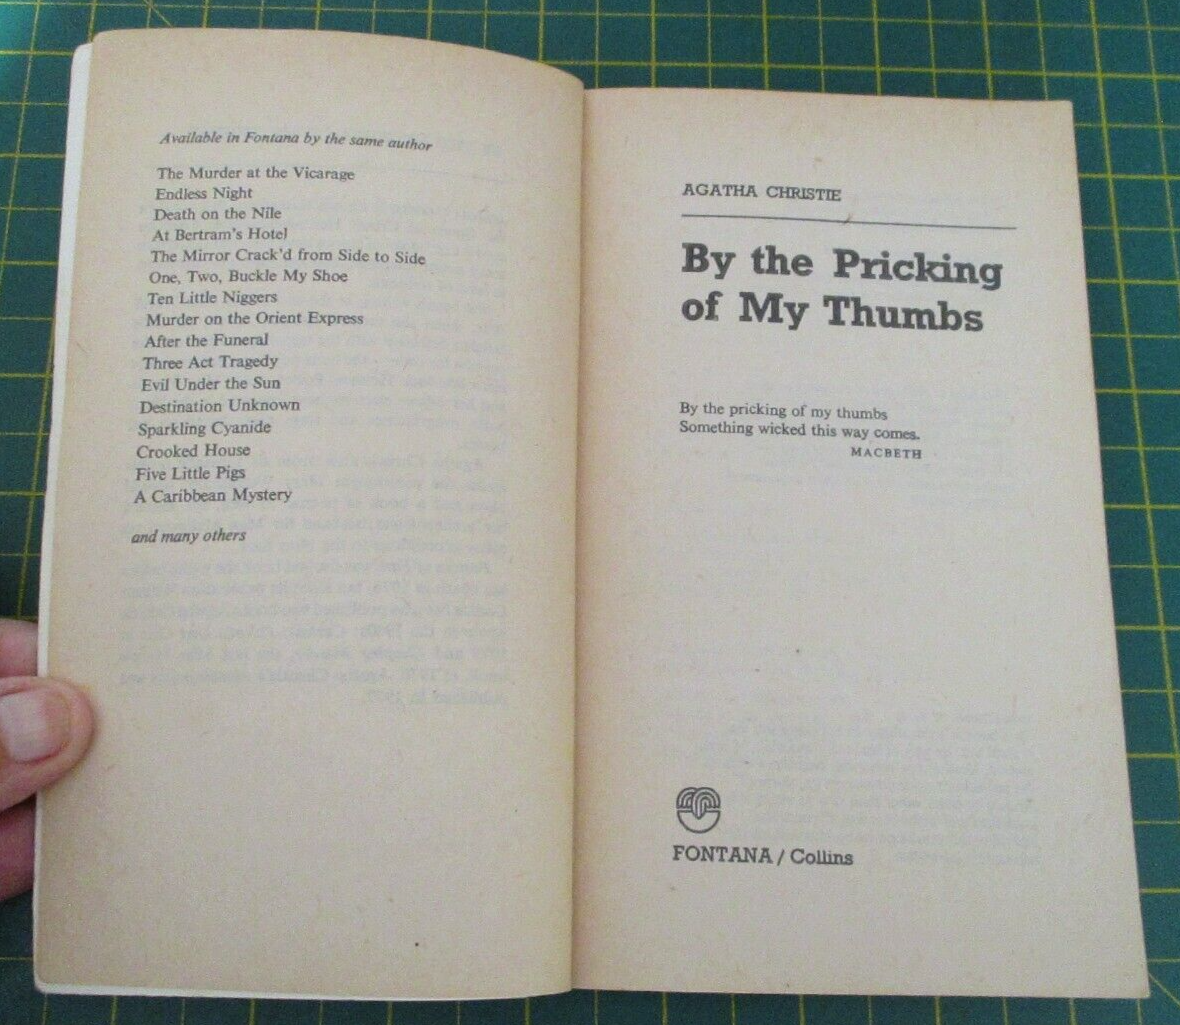 Available in Fontana by the same author
The Murder at the Vicarage
Endless Night
Death on the Nile
At Bertram's Hotel
The Mirror Crack'd from Side to Side
One, Two, Buckle My Shoe
Ten Little Niggers
Murder on the Orient Express
After the Funeral
Three Act Tragedy
Evil Under the Sun
Destination Unknown
Sparkling Cyanide
Crooked House
Five Little Pigs
A Caribbean Mystery
and many others
AGATHA CHRISTIE
By the Pricking
of My Thumbs
By the pricking of my thumbs
Something wicked this way comes.
MACBETH
FONTANA / Collins